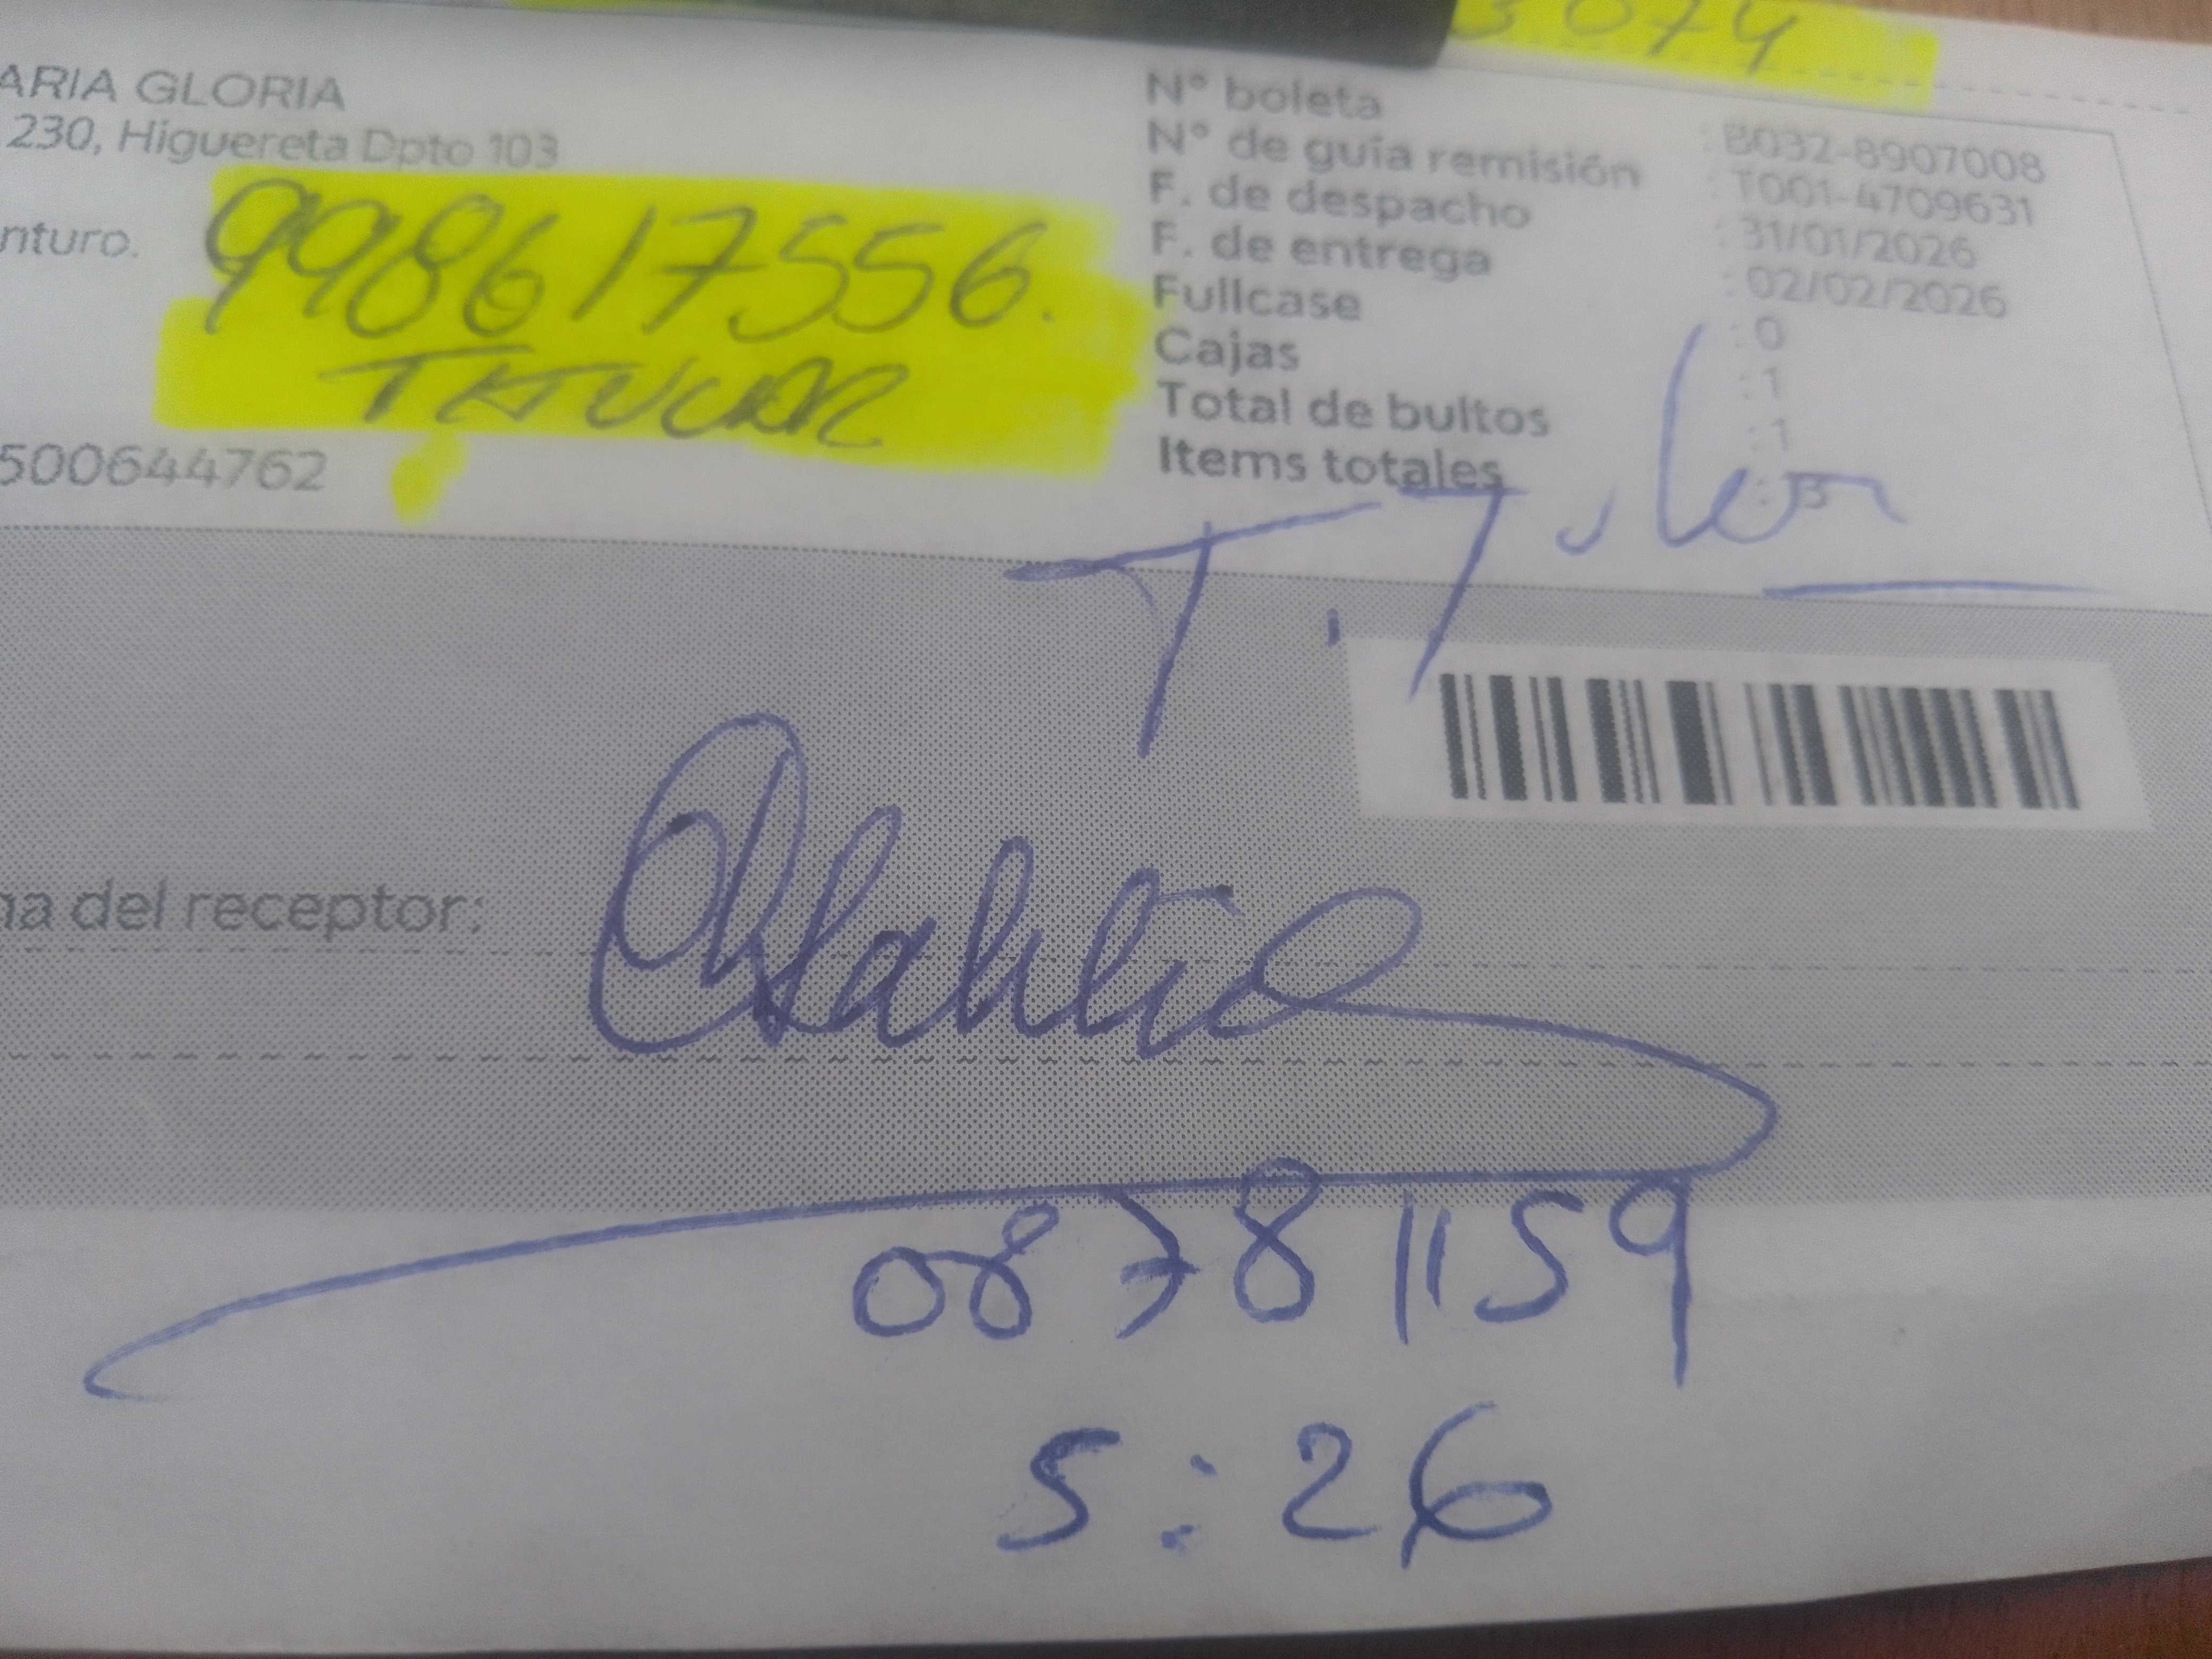 3074
ARIA GLORIA
230, Higuereta Dpto 103
nturo.
998617556.
500644762
N° boleta : B032-8907008
N° de guía remisión : T001-4709631
F. de despacho : 31/01/2026
F. de entrega : 02/02/2026
Fullcase : 0
Cajas : 1
Total de bultos : 1
Items totales : 3
na del receptor:
08781159
5:26